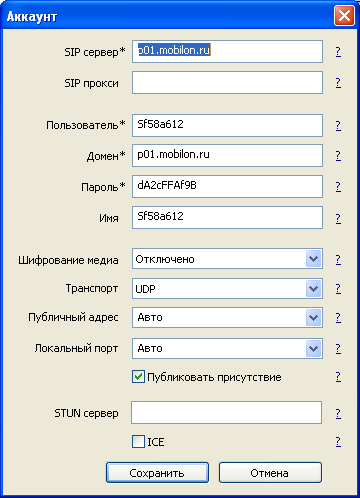 Аккаунт
SIP сервер* p01.mobilon.ru ?
SIP прокси ?
Пользователь* Sf58a612 ?
Домен* p01.mobilon.ru ?
Пароль* dA2cFFAf9B ?
Имя Sf58a612 ?
Шифрование медиа Отключено ?
Транспорт UDP ?
Публичный адрес Авто ?
Локальный порт Авто ?
Публиковать присутствие ?
STUN сервер ?
ICE ?
Сохранить Отмена